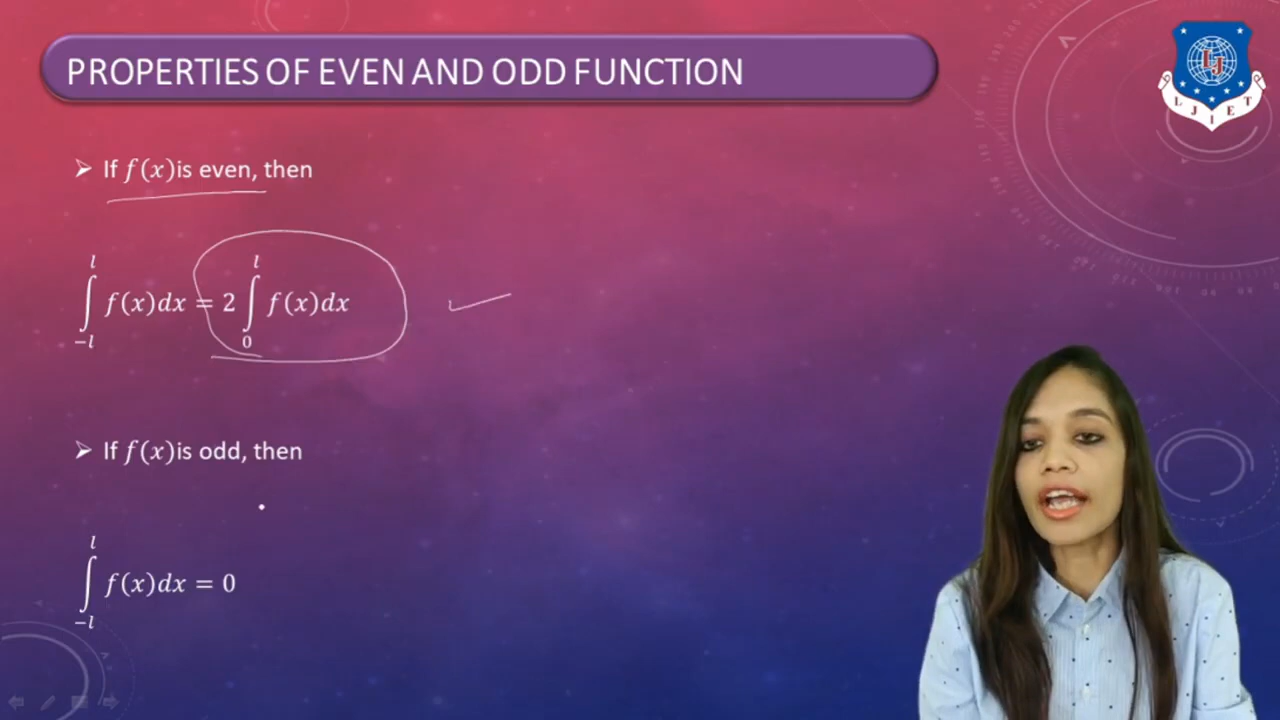 PROPERTIES OF EVEN AND ODD FUNCTION
LJ
L J I E T
➢ If f(x)is even, then
∫_{-l}^{l} f(x)dx = 2 ∫_{0}^{l} f(x)dx
➢ If f(x)is odd, then
∫_{-l}^{l} f(x)dx = 0